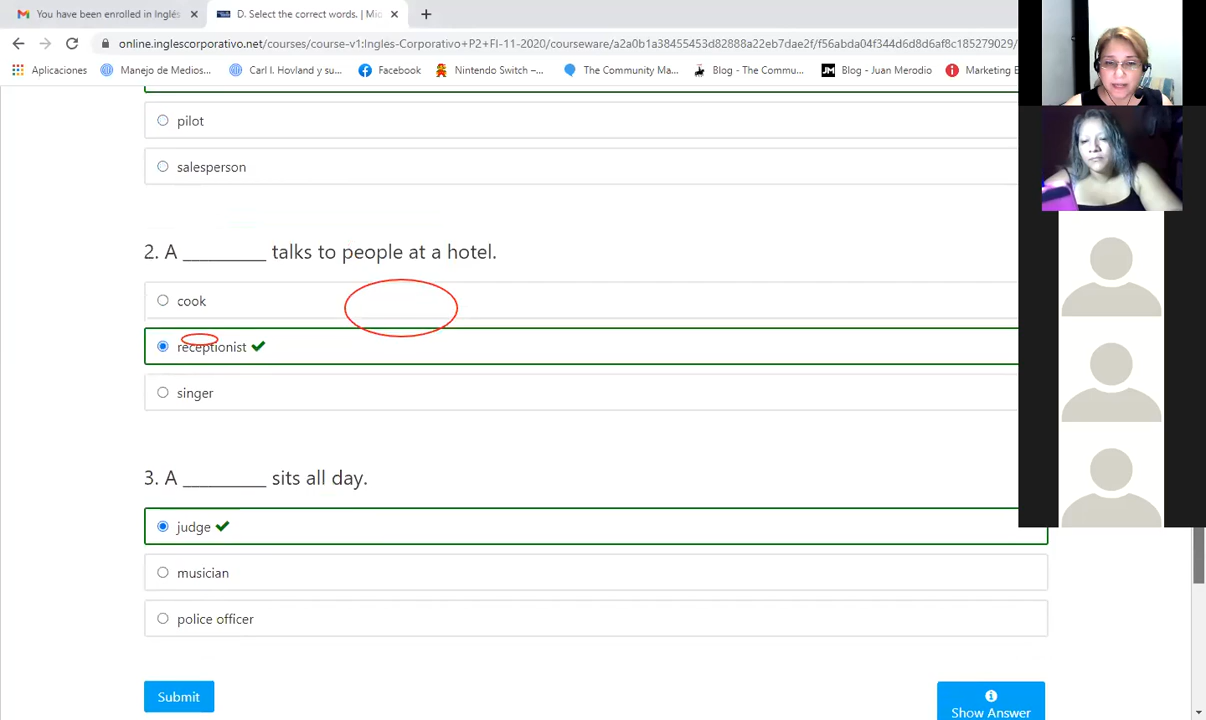 You have been enrolled in Inglés
D. Select the correct words. | Mic
online.inglescorporativo.net/courses/course-v1:Ingles-Corporativo+P2+FI-11-2020/courseware/a2a0b1a38455453d82888a22eb7dae2f/f56abda04f344d6d8d6af8c185279029/
Aplicaciones
Manejo de Medios...
Carl I. Hovland y su...
Facebook
Nintendo Switch –...
The Community Ma...
Blog - The Commu...
Blog - Juan Merodio
Marketing E
pilot
salesperson
2. A __________ talks to people at a hotel.
cook
receptionist
singer
3. A __________ sits all day.
judge
musician
police officer
Submit
Show Answer